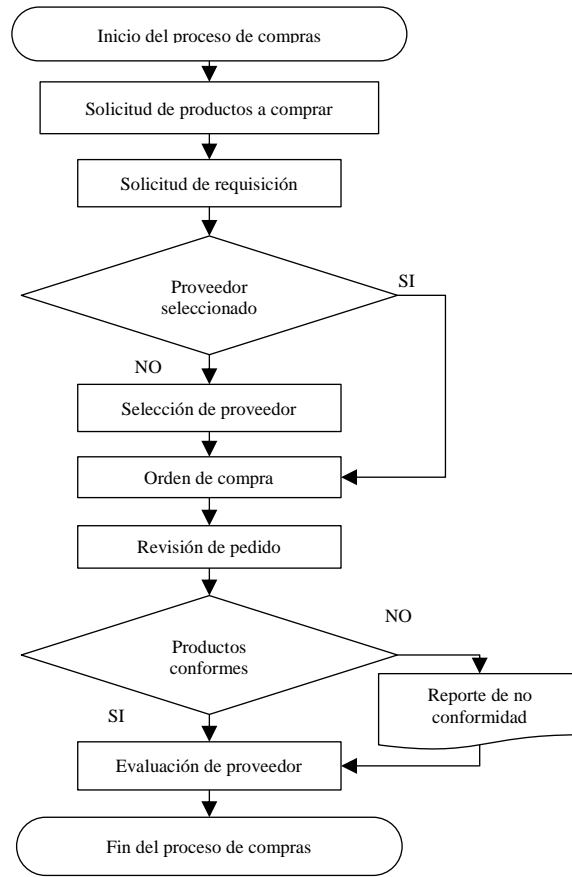 Inicio del proceso de compras
Solicitud de productos a comprar
Solicitud de requisición
Proveedor
seleccionado
SI
NO
Selección de proveedor
Orden de compra
Revisión de pedido
Productos
conformes
NO
Reporte de no
conformidad
SI
Evaluación de proveedor
Fin del proceso de compras